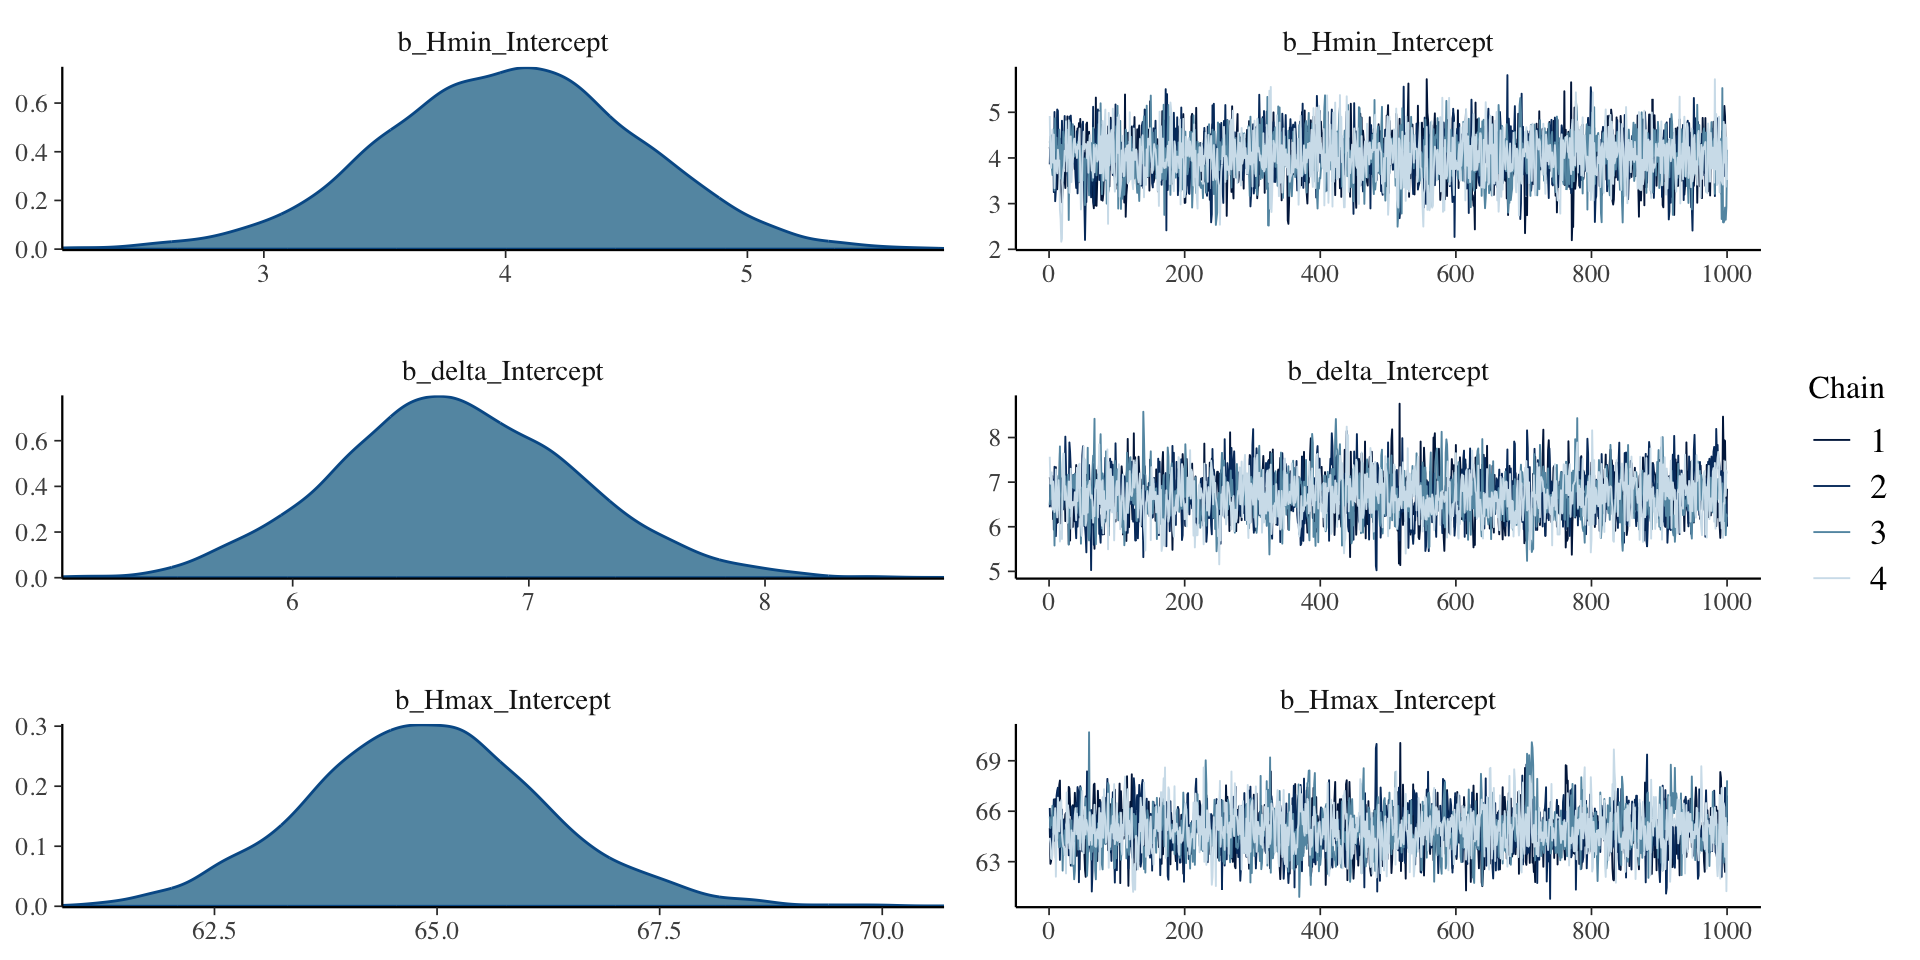 b_Hmin_Intercept
0.6
0.4
0.2
0.0
3 4 5
b_Hmin_Intercept
5
4
3
2
0 200 400 600 800 1000
b_delta_Intercept
0.6
0.4
0.2
0.0
6 7 8
b_delta_Intercept
8
7
6
5
0 200 400 600 800 1000
b_Hmax_Intercept
0.3
0.2
0.1
0.0
62.5 65.0 67.5 70.0
b_Hmax_Intercept
69
66
63
0 200 400 600 800 1000
Chain
1
2
3
4